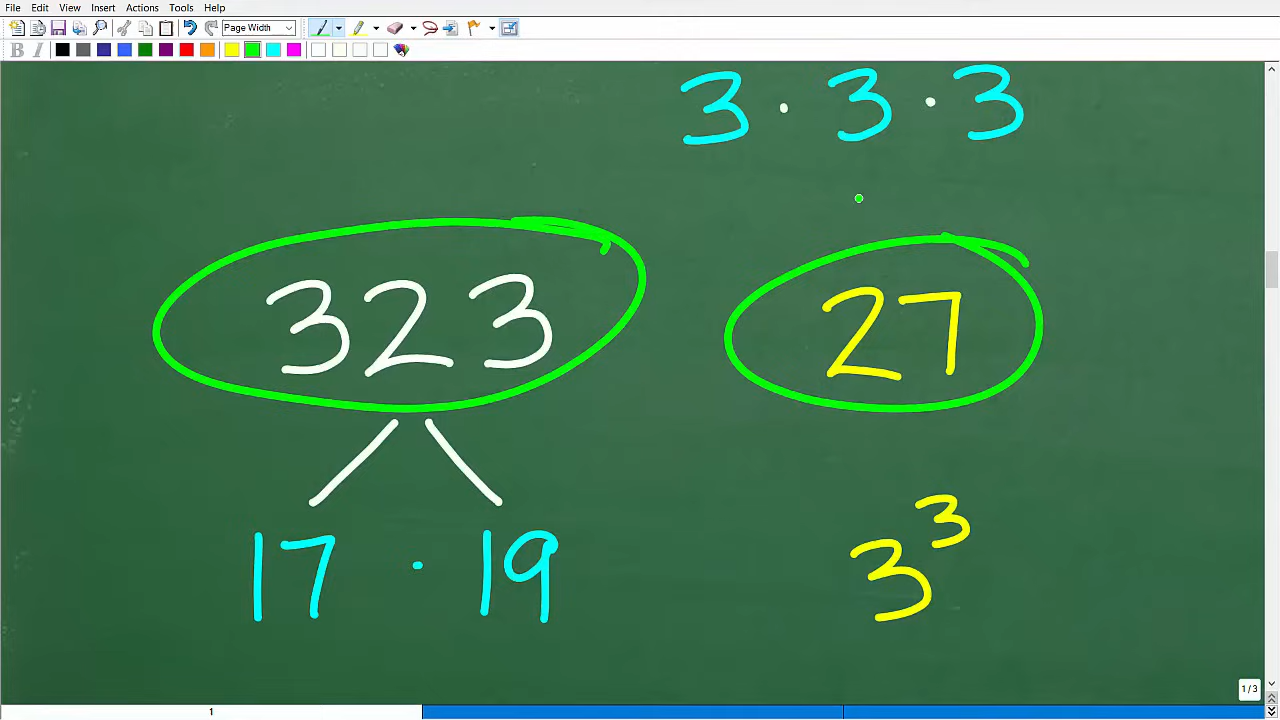 File Edit View Insert Actions Tools Help
Page Width
B I
3 · 3 · 3
323 27
17 · 19
3³
1/3
1